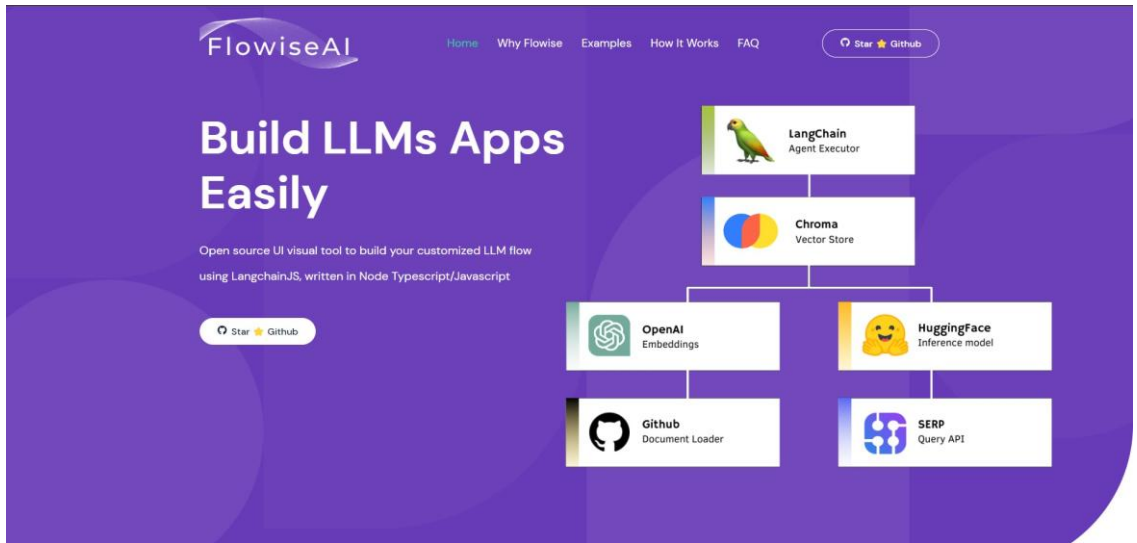 FlowiseAI
Home Why Flowise Examples How It Works FAQ
Star Github
Build LLMs Apps
Easily
Open source UI visual tool to build your customized LLM flow
using LangchainJS, written in Node Typescript/Javascript
Star Github
LangChain
Agent Executor
Chroma
Vector Store
OpenAI
Embeddings
HuggingFace
Inference model
Github
Document Loader
SERP
Query API